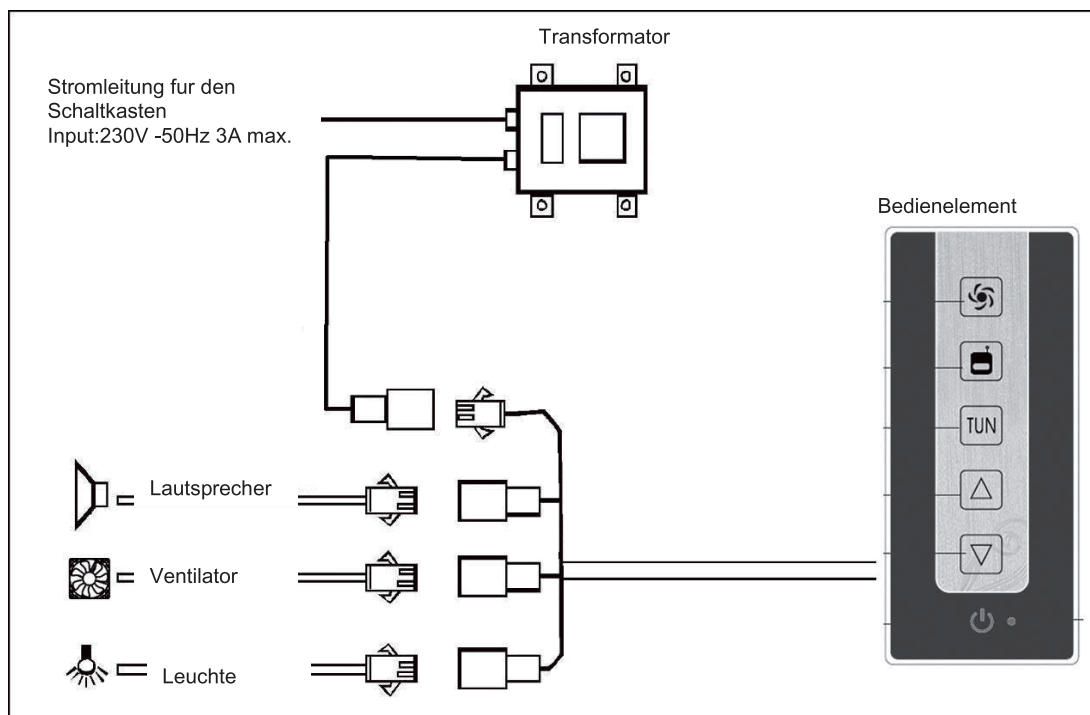 Transformator
Stromleitung fur den
Schaltkasten
Input:230V -50Hz 3A max.
Bedienelement
TUN
Lautsprecher
Ventilator
Leuchte